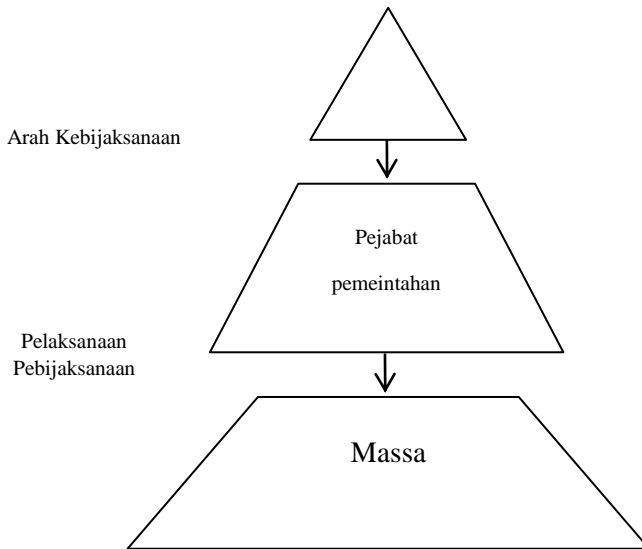 Arah Kebijaksanaan
Pejabat
pemeintahan
Pelaksanaan
Pebijaksanaan
Massa